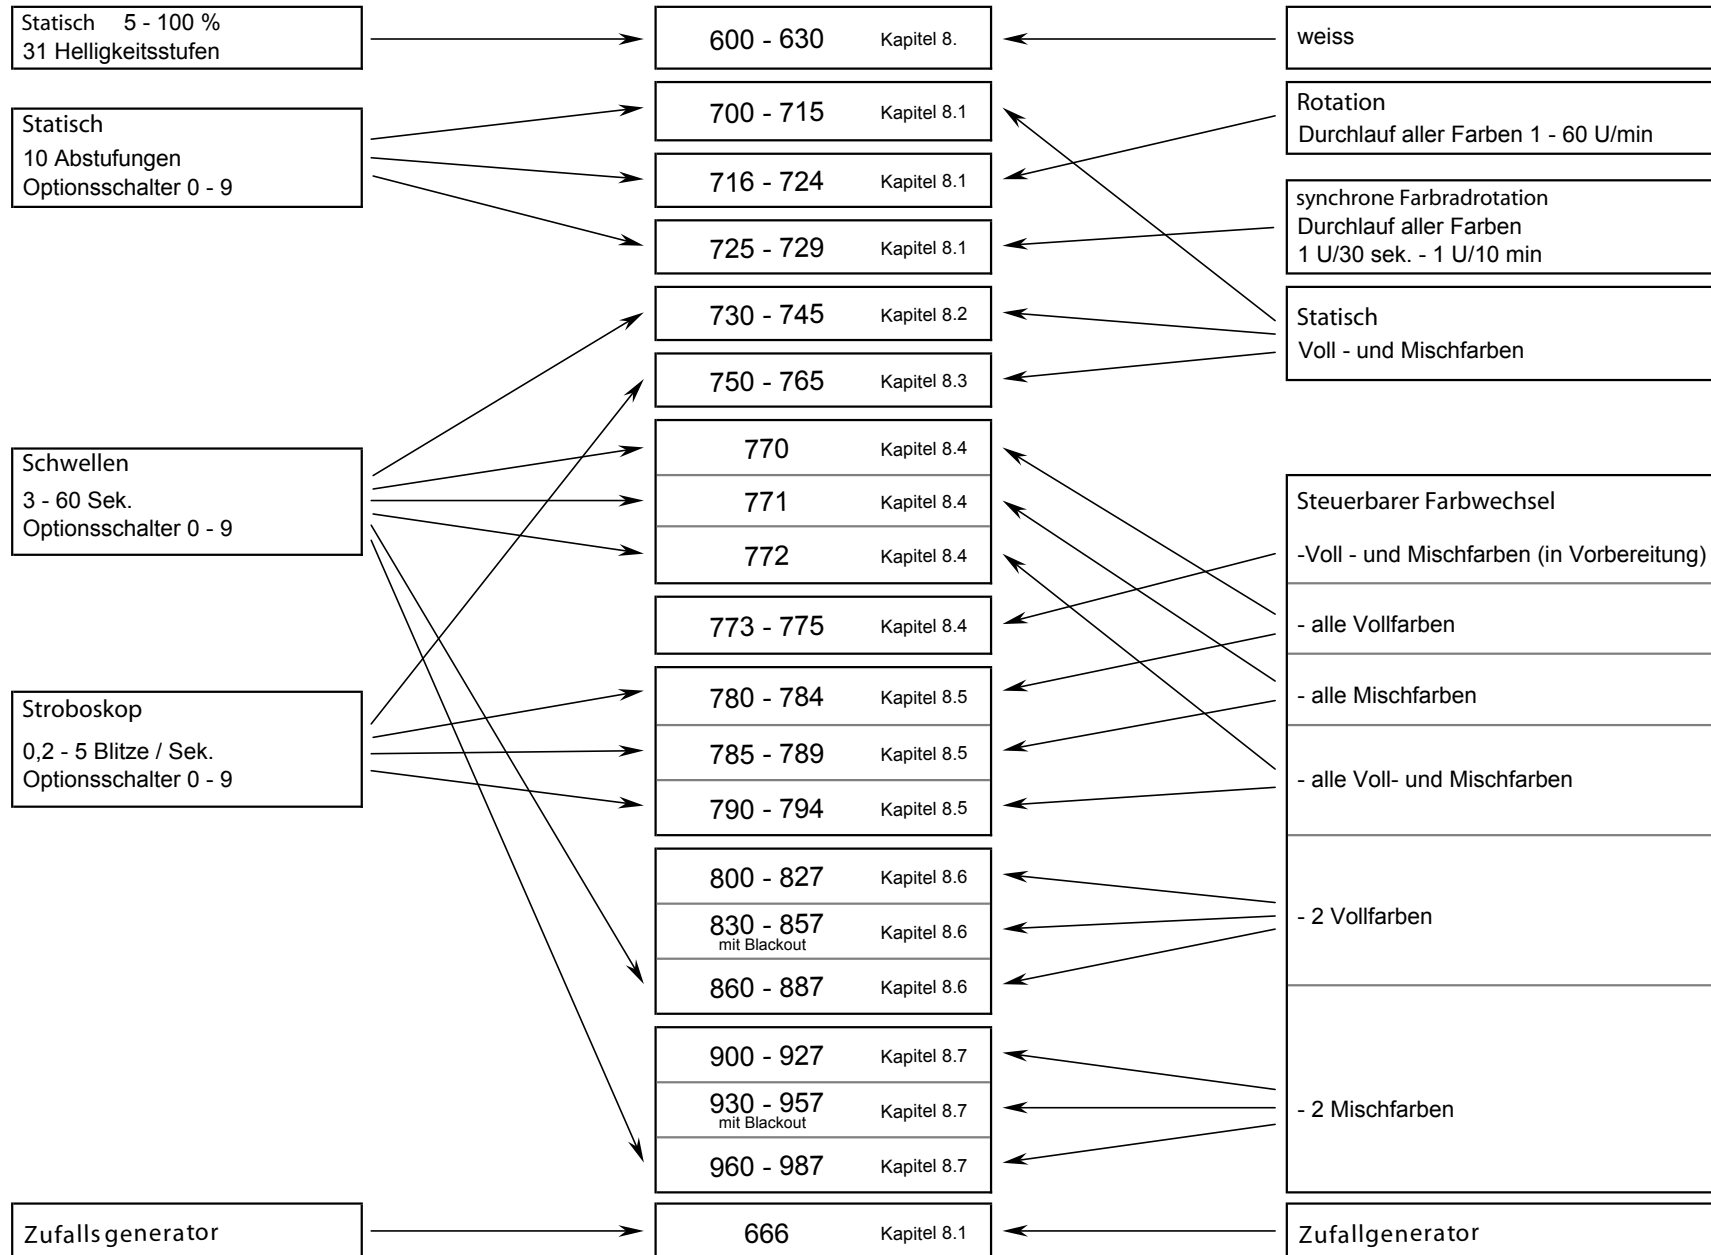 Statisch 5 - 100 %
31 Helligkeitsstufen
Statisch
10 Abstufungen
Optionsschalter 0 - 9
Schwellen
3 - 60 Sek.
Optionsschalter 0 - 9
Stroboskop
0,2 - 5 Blitze / Sek.
Optionsschalter 0 - 9
Zufallsgenerator
600 - 630 Kapitel 8.
700 - 715 Kapitel 8.1
716 - 724 Kapitel 8.1
725 - 729 Kapitel 8.1
730 - 745 Kapitel 8.2
750 - 765 Kapitel 8.3
770 Kapitel 8.4
771 Kapitel 8.4
772 Kapitel 8.4
773 - 775 Kapitel 8.4
780 - 784 Kapitel 8.5
785 - 789 Kapitel 8.5
790 - 794 Kapitel 8.5
800 - 827 Kapitel 8.6
830 - 857 Kapitel 8.6
mit Blackout
860 - 887 Kapitel 8.6
900 - 927 Kapitel 8.7
930 - 957 Kapitel 8.7
mit Blackout
960 - 987 Kapitel 8.7
666 Kapitel 8.1
weiss
Rotation
Durchlauf aller Farben 1 - 60 U/min
synchrone Farbradrotation
Durchlauf aller Farben
1 U/30 sek. - 1 U/10 min
Statisch
Voll - und Mischfarben
Steuerbarer Farbwechsel
-Voll - und Mischfarben (in Vorbereitung)
- alle Vollfarben
- alle Mischfarben
- alle Voll- und Mischfarben
- 2 Vollfarben
- 2 Mischfarben
Zufallgenerator